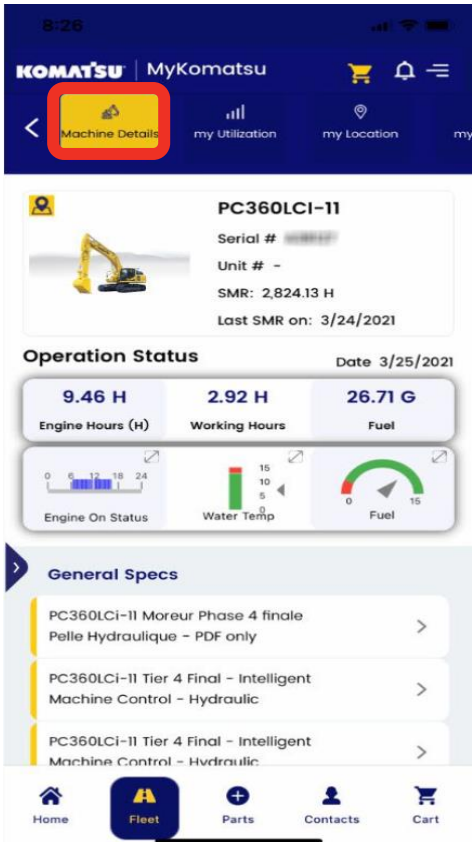 8:26
KOMATSU MyKomatsu
Machine Details my Utilization my Location my
PC360LCI-11
Serial #
Unit # -
SMR: 2,824.13 H
Last SMR on: 3/24/2021
Operation Status Date 3/25/2021
9.46 H 2.92 H 26.71 G
Engine Hours (H) Working Hours Fuel
0 6 12 18 24
15
10
5
0
0 15
Engine On Status Water Temp Fuel
General Specs
PC360LCi-11 Moreur Phase 4 finale
Pelle Hydraulique - PDF only
PC360LCi-11 Tier 4 Final - Intelligent
Machine Control - Hydraulic
PC360LCi-11 Tier 4 Final - Intelligent
Machine Control - Hydraulic
Home Fleet Parts Contacts Cart